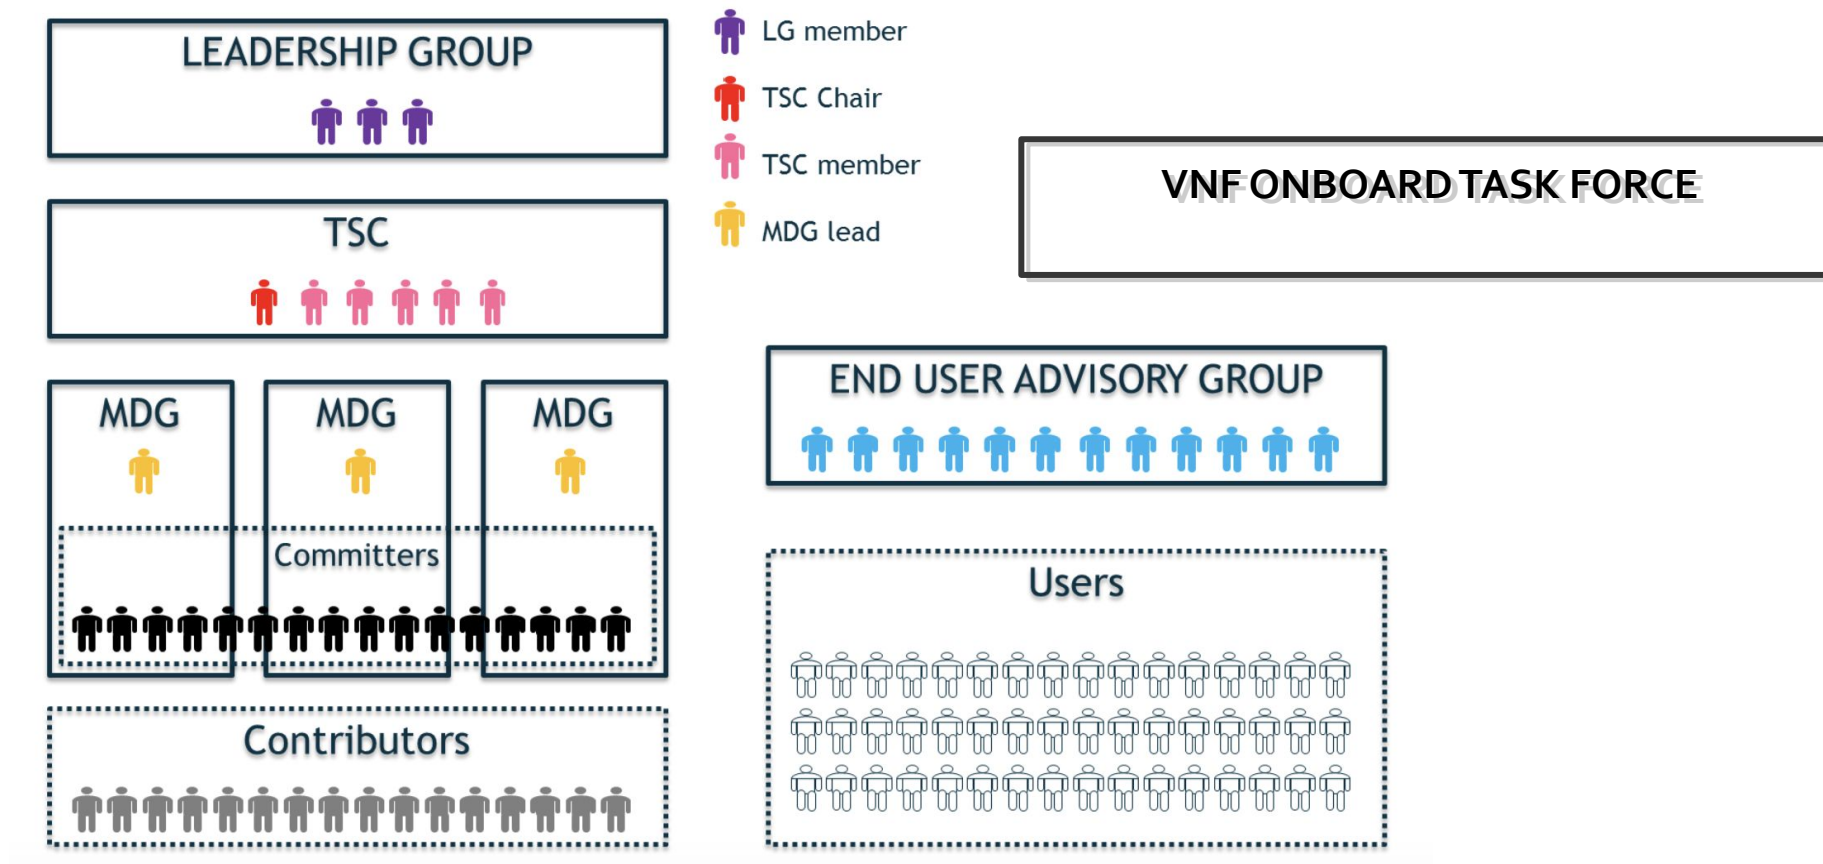 LEADERSHIP GROUP
LG member
TSC Chair
TSC member
MDG lead
VNF ONBOARD TASK FORCE
TSC
MDG
MDG
MDG
Committers
Contributors
END USER ADVISORY GROUP
Users